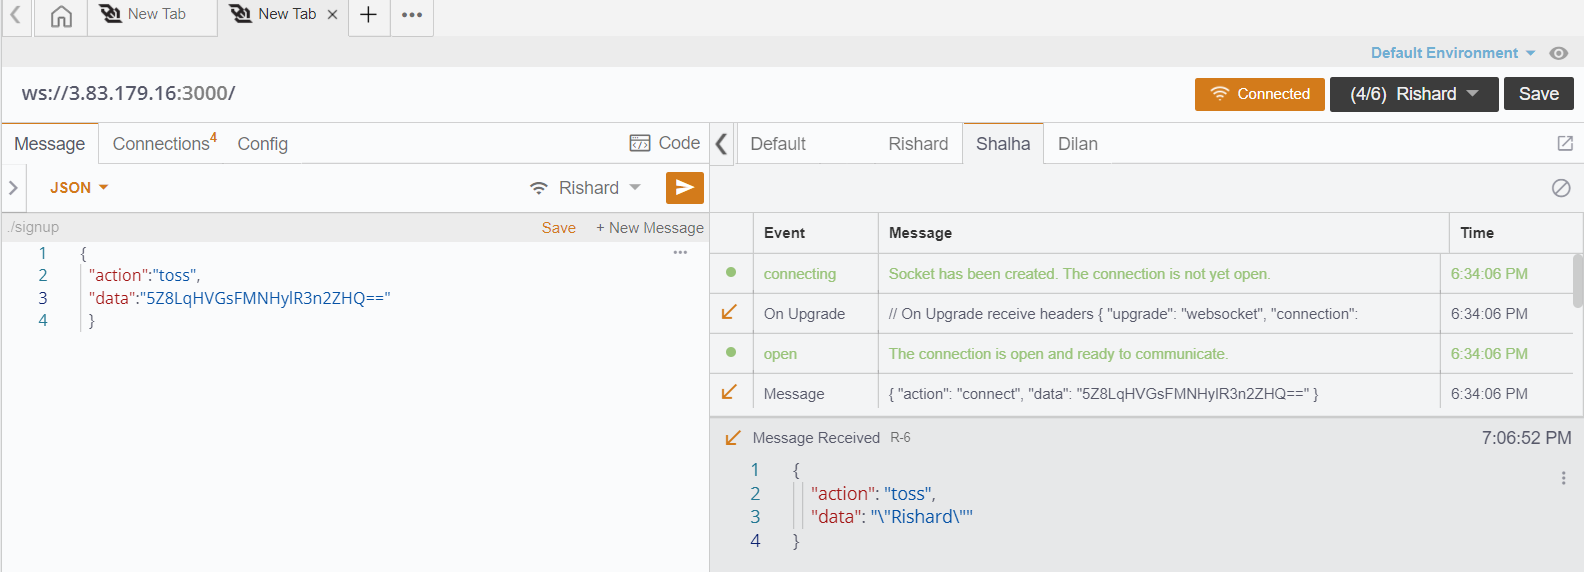 New Tab
New Tab ×
Default Environment
ws://3.83.179.16:3000/
Connected
(4/6) Rishard
Save
Message Connections4 Config
Code
Default Rishard Shalha Dilan
JSON
Rishard
./signup
Save + New Message
1 {
2 "action":"toss",
3 "data":"5Z8LqHVGsFMNHylR3n2ZHQ=="
4 }
Event Message Time
connecting Socket has been created. The connection is not yet open. 6:34:06 PM
On Upgrade // On Upgrade receive headers { "upgrade": "websocket", "connection": 6:34:06 PM
open The connection is open and ready to communicate. 6:34:06 PM
Message { "action": "connect", "data": "5Z8LqHVGsFMNHylR3n2ZHQ==" } 6:34:06 PM
Message Received R-6 7:06:52 PM
1 {
2 "action": "toss",
3 "data": "\"Rishard\""
4 }